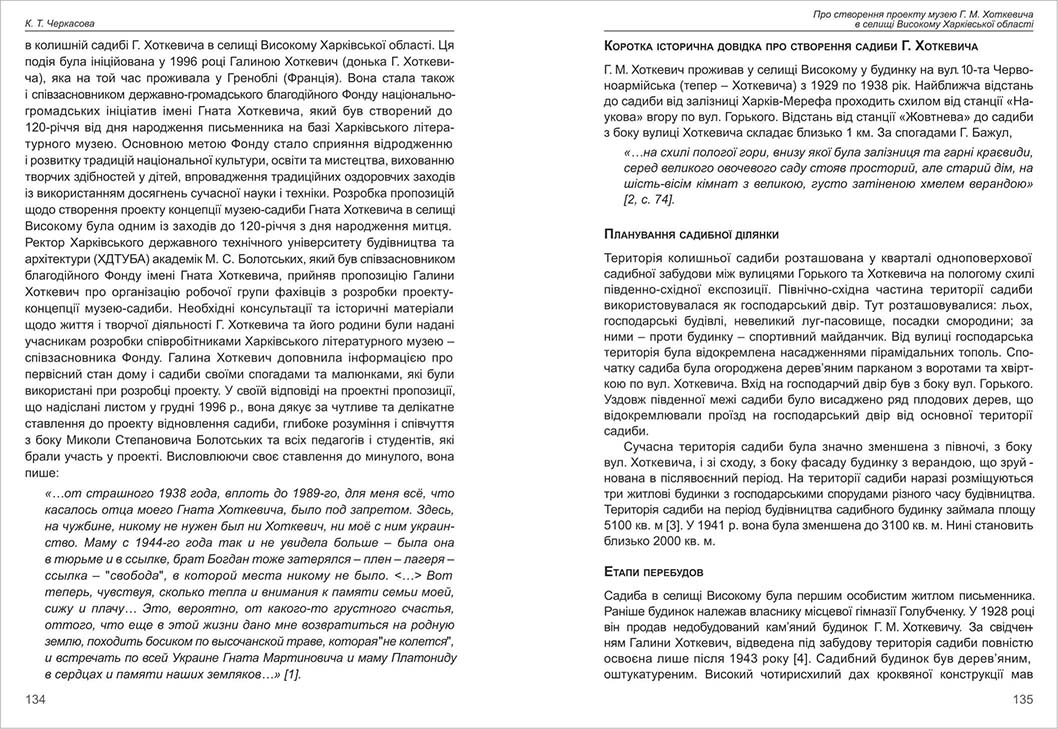 К. Т. Черкасова
в колишній садибі Г. Хоткевича в селищі Високому Харківської області. Ця
подія була ініційована у 1996 році Галиною Хоткевич (донька Г. Хоткеви-
ча), яка на той час проживала у Греноблі (Франція). Вона стала також
і співзасновником державно-громадського благодійного Фонду національно-
громадських ініціатив імені Гната Хоткевича, який був створений до
120-річчя від дня народження письменника на базі Харківського літера-
турного музею. Основною метою Фонду стало сприяння відродженню
і розвитку традицій національної культури, освіти та мистецтва, вихованню
творчих здібностей у дітей, впровадження традиційних оздоровчих заходів
із використанням досягнень сучасної науки і техніки. Розробка пропозицій
щодо створення проекту концепції музею-садиби Гната Хоткевича в селищі
Високому була одним із заходів до 120-річчя з дня народження митця.
Ректор Харківського державного технічного університету будівництва та
архітектури (ХДТУБА) академік М. С. Болотських, який був співзасновником
благодійного Фонду імені Гната Хоткевича, прийняв пропозицію Галини
Хоткевич про організацію робочої групи фахівців з розробки проекту-
концепції музею-садиби. Необхідні консультації та історичні матеріали
щодо життя і творчої діяльності Г. Хоткевича та його родини були надані
учасникам розробки співробітниками Харківського літературного музею –
співзасновника Фонду. Галина Хоткевич доповнила інформацією про
первісний стан дому і садиби своїми спогадами та малюнками, які були
використані при розробці проекту. У своїй відповіді на проектні пропозиції,
що надіслані листом у грудні 1996 р., вона дякує за чутливе та делікатне
ставлення до проекту відновлення садиби, глибоке розуміння і співчуття
з боку Миколи Степановича Болотських та всіх педагогів і студентів, які
брали участь у проекті. Висловлюючи своє ставлення до минулого, вона
пише:
«…от страшного 1938 года, вплоть до 1989-го, для меня всё, что
касалось отца моего Гната Хоткевича, было под запретом. Здесь,
на чужбине, никому не нужен был ни Хоткевич, ни моё с ним украин-
ство. Маму с 1944-го года так и не увидела больше – была она
в тюрьме и в ссылке, брат Богдан тоже затерялся – плен – лагеря –
ссылка – "свобода", в которой места никому не было. <…> Вот
теперь, чувствуя, сколько тепла и внимания к памяти семьи моей,
сижу и плачу… Это, вероятно, от какого-то грустного счастья,
оттого, что еще в этой жизни дано мне возвратиться на родную
землю, походить босиком по высочанской траве, которая"не колется",
и встречать по всей Украине Гната Мартиновича и маму Платониду
в сердцах и памяти наших земляков…» [1].
134
Про створення проекту музею Г. М. Хоткевича
в селищі Високому Харківської області
Коротка історична довідка про створення садиби Г. Хоткевича
Г. М. Хоткевич проживав у селищі Високому у будинку на вул. 10-та Черво-
ноармійська (тепер – Хоткевича) з 1929 по 1938 рік. Найближча відстань
до садиби від залізниці Харків-Мерефа проходить схилом від станції «На-
укова» вгору по вул. Горького. Відстань від станції «Жовтнева» до садиби
з боку вулиці Хоткевича складає близько 1 км. За спогадами Г. Бажул,
«…на схилі пологої гори, внизу якої була залізниця та гарні краєвиди,
серед великого овочевого саду стояв просторий, але старий дім, на
шість-вісім кімнат з великою, густо затіненою хмелем верандою»
[2, с. 74].
Планування садибної ділянки
Територія колишньої садиби розташована у кварталі одноповерхової
садибної забудови між вулицями Горького та Хоткевича на пологому схилі
південно-східної експозиції. Північно-східна частина території садиби
використовувалася як господарський двір. Тут розташовувалися: льох,
господарські будівлі, невеликий луг-пасовище, посадки смородини; за
ними – проти будинку – спортивний майданчик. Від вулиці господарська
територія була відокремлена насадженнями пірамідальних тополь. Спо-
чатку садиба була огороджена дерев'яним парканом з воротами та хвірт-
кою по вул. Хоткевича. Вхід на господарчий двір був з боку вул. Горького.
Уздовж південної межі садиби було висаджено ряд плодових дерев, що
відокремлювали проїзд на господарський двір від основної території
садиби.
Сучасна територія садиби була значно зменшена з півночі, з боку
вул. Хоткевича, і зі сходу, з боку фасаду будинку з верандою, що зруй-
нована в післявоєнний період. На території садиби наразі розміщуються
три житлові будинки з господарськими спорудами різного часу будівництва.
Територія садиби на період будівництва садибного будинку займала площу
5100 кв. м [3]. У 1941 р. вона була зменшена до 3100 кв. м. Нині становить
близько 2000 кв. м.
Етапи перебудов
Садиба в селищі Високому була першим особистим житлом письменника.
Раніше будинок належав власнику місцевої гімназії Голубченку. У 1928 році
він продав недобудований кам'яний будинок Г. М. Хоткевичу. За свідчен-
ням Галини Хоткевич, відведена під забудову територія садиби повністю
освоєна лише після 1943 року [4]. Садибний будинок був дерев'яним,
оштукатуреним. Високий чотирисхилий дах кроквяної конструкції мав
135